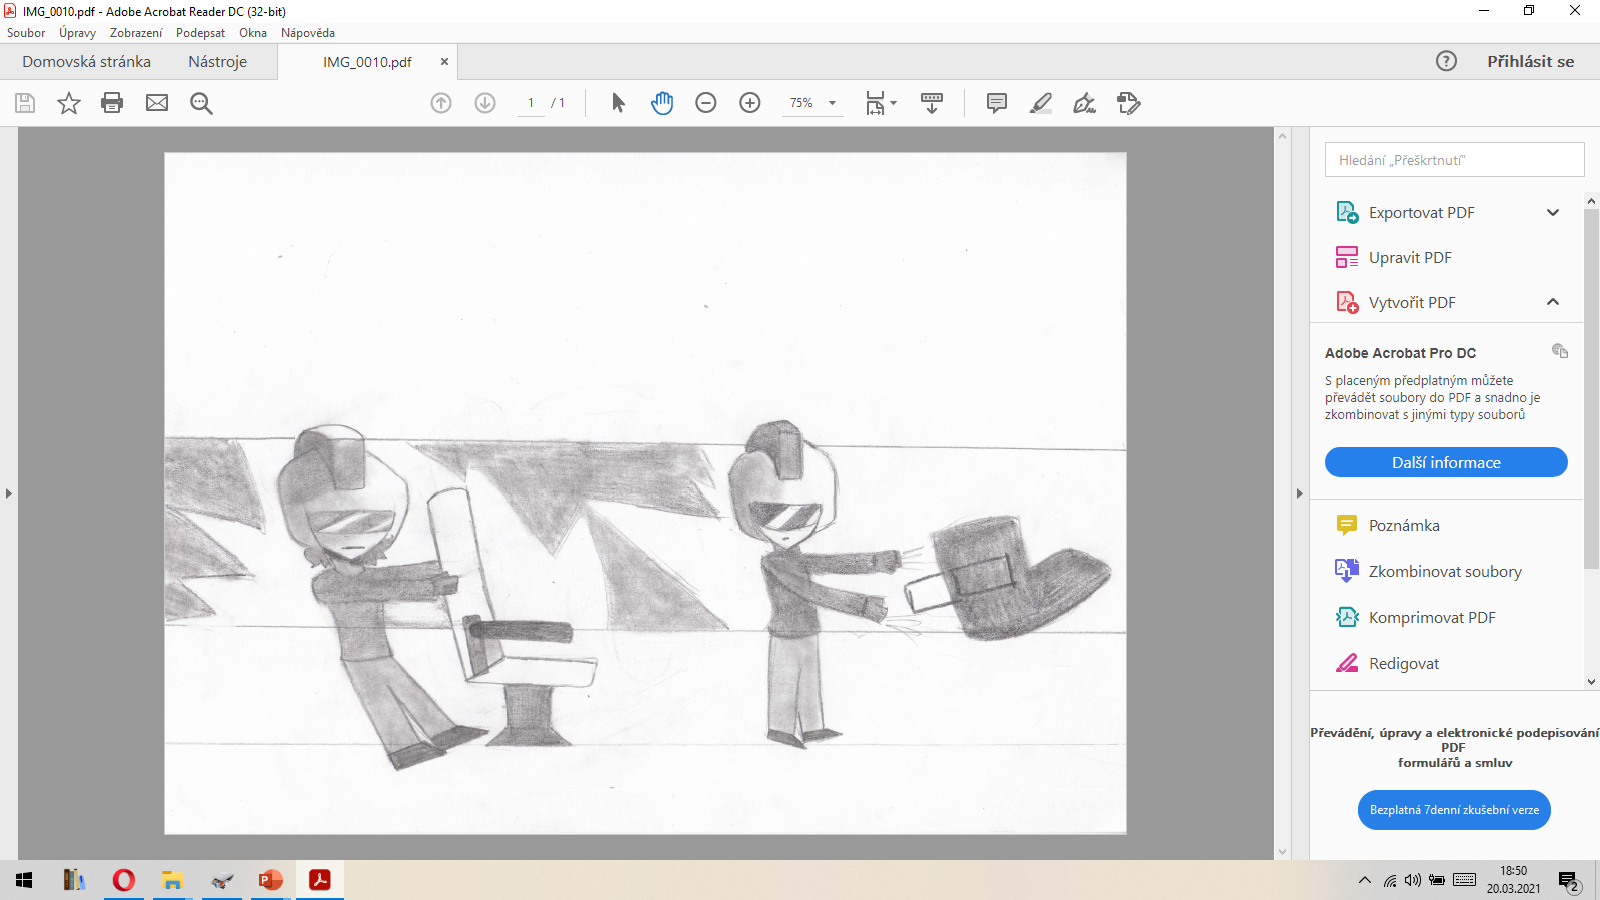 IMG_0010.pdf - Adobe Acrobat Reader DC (32-bit)
Soubor Úpravy Zobrazení Podepsat Okna Nápověda
Domovská stránka Nástroje IMG_0010.pdf × Přihlásit se
1 / 1 75%
Hledání „Přeškrtnutí"
Exportovat PDF
Upravit PDF
Vytvořit PDF
Adobe Acrobat Pro DC
S placeným předplatným můžete
převádět soubory do PDF a snadno je
zkombinovat s jinými typy souborů
Další informace
Poznámka
Zkombinovat soubory
Komprimovat PDF
Redigovat
Převádění, úpravy a elektronické podepisování
PDF
formulářů a smluv
Bezplatná 7denní zkušební verze
18:50
20.03.2021
2